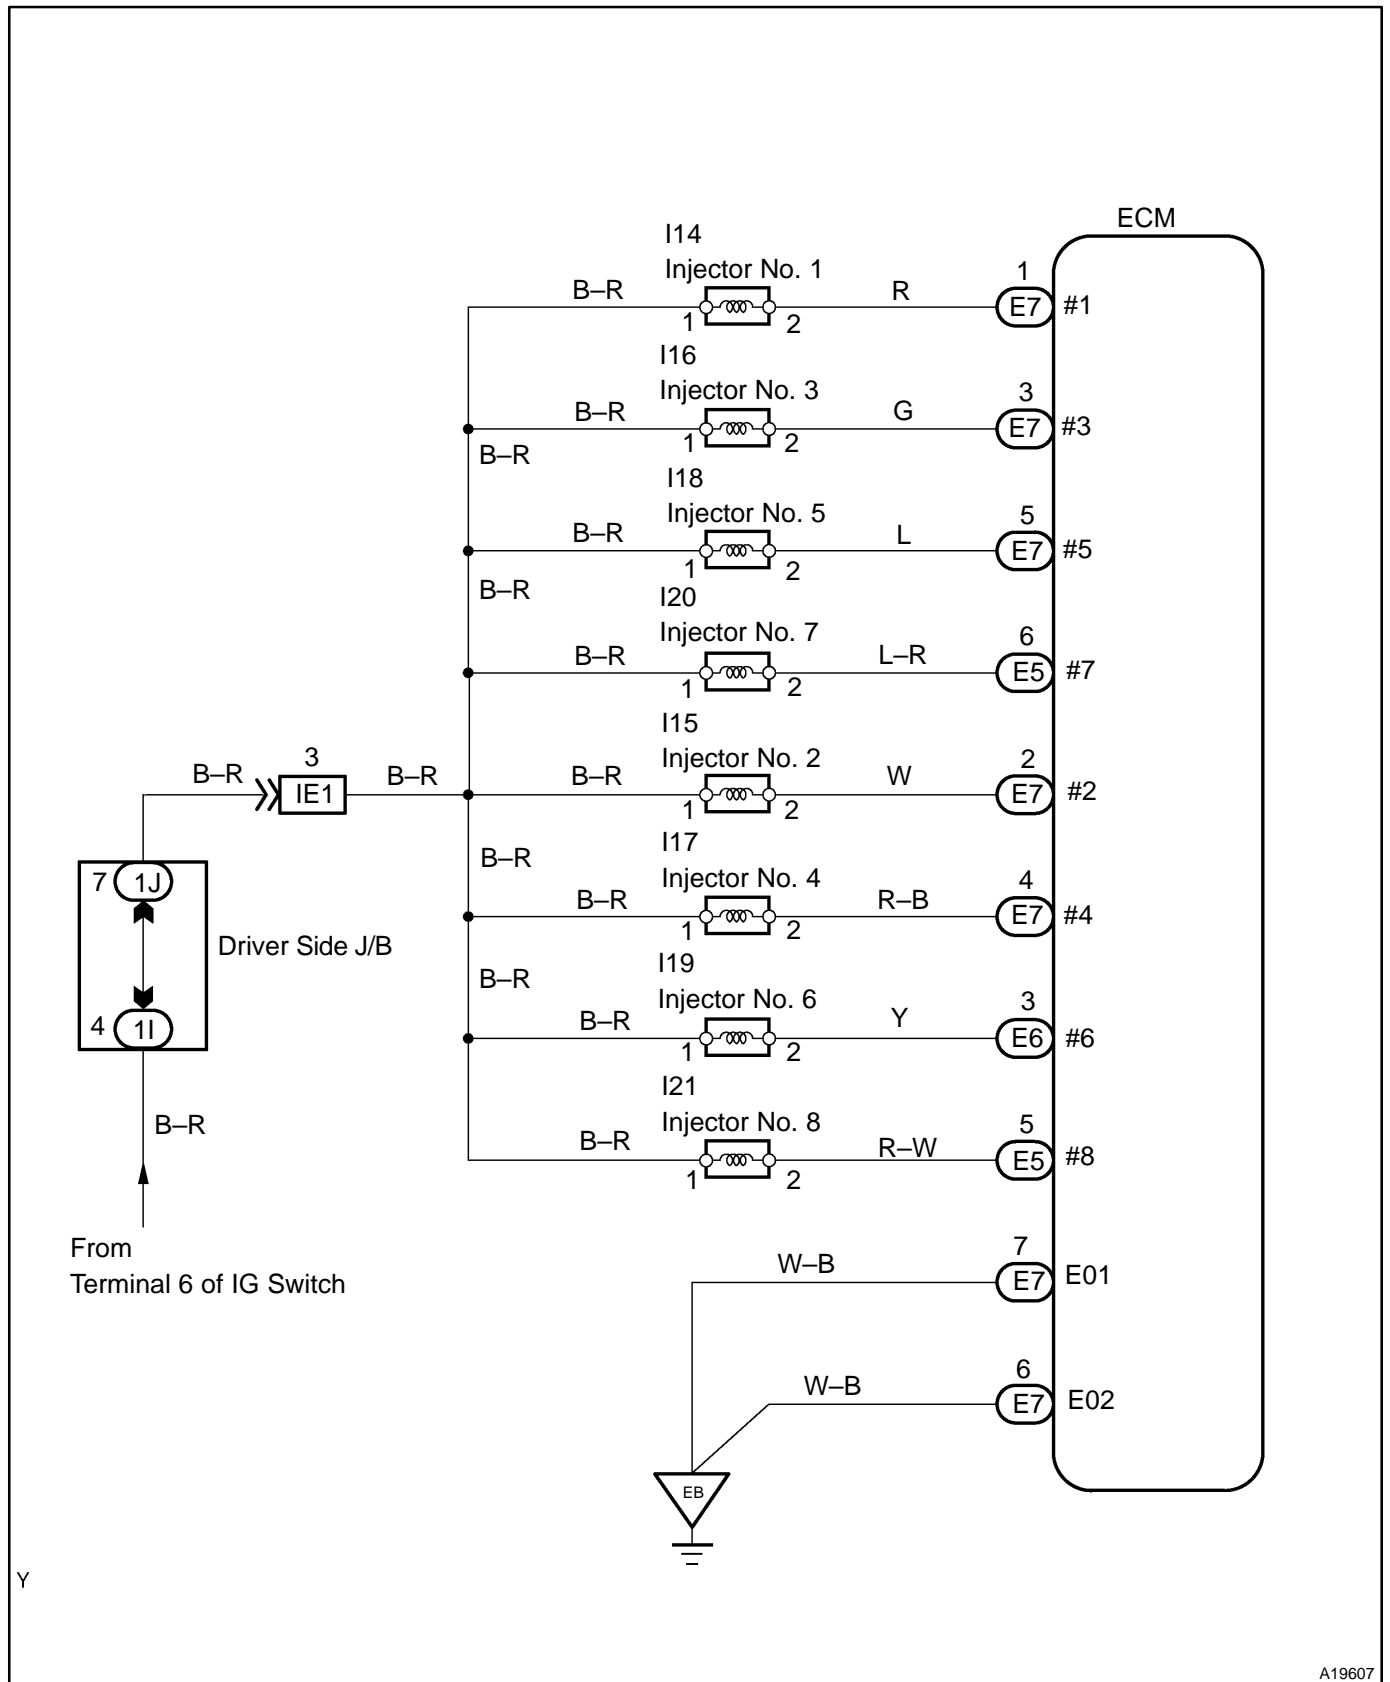 ECM
I14
Injector No. 1
B–R
1
2
R
1
E7
#1
I16
Injector No. 3
B–R
1
2
G
3
E7
#3
B–R
I18
Injector No. 5
B–R
1
2
L
5
E7
#5
B–R
I20
Injector No. 7
B–R
1
2
L–R
6
E5
#7
I15
Injector No. 2
B–R
3
IE1
B–R
B–R
1
2
W
2
E7
#2
B–R
I17
Injector No. 4
B–R
1
2
R–B
4
E7
#4
7
1J
Driver Side J/B
4
1I
B–R
I19
Injector No. 6
B–R
1
2
Y
3
E6
#6
I21
Injector No. 8
B–R
1
2
R–W
5
E5
#8
B–R
From
Terminal 6 of IG Switch
W–B
7
E7
E01
W–B
6
E7
E02
EB
Y
A19607